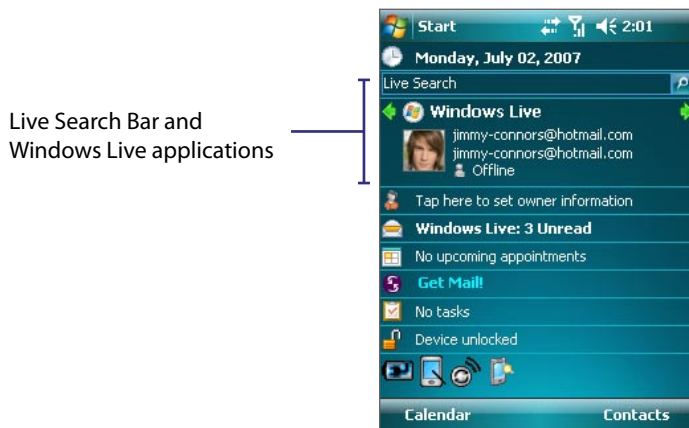 Live Search Bar and
Windows Live applications
Start 2:01
Monday, July 02, 2007
Live Search
Windows Live
jimmy-connors@hotmail.com
jimmy-connors@hotmail.com
Offline
Tap here to set owner information
Windows Live: 3 Unread
No upcoming appointments
Get Mail!
No tasks
Device unlocked
Calendar Contacts